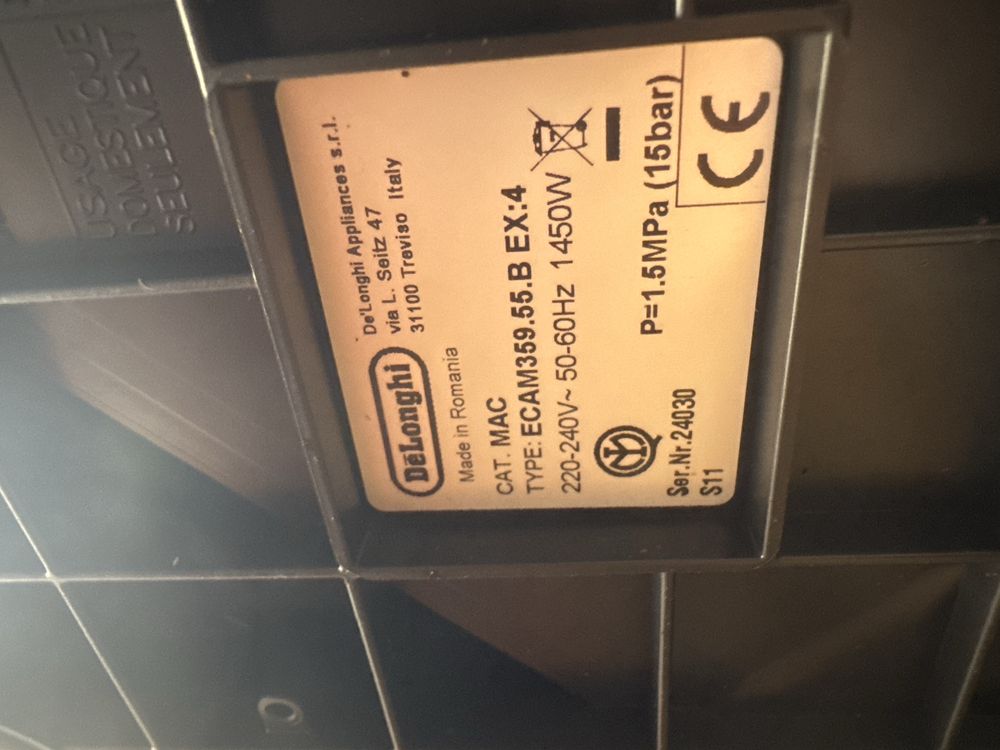 USAGE
DOMESTIQUE
SEULEMENT
DeLonghi
De'Longhi Appliances s.r.l.
via L. Seitz 47
31100 Treviso Italy
Made in Romania
CAT. MAC
TYPE: ECAM359.55.B EX:4
220-240V~ 50-60Hz 1450W
P=1.5MPa (15bar)
Ser.Nr.24030
S11
CE